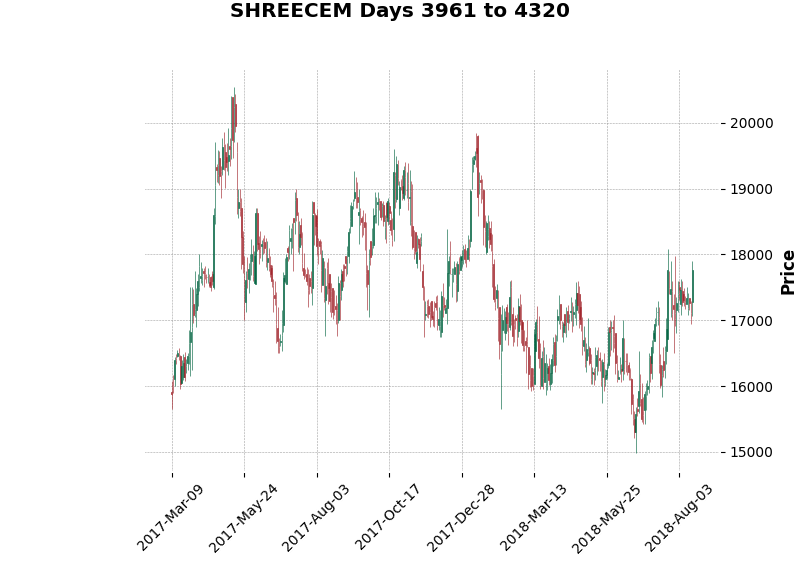 SHREECEM Days 3961 to 4320
20000
19000
18000
17000
16000
15000
Price
2017-Mar-09
2017-May-24
2017-Aug-03
2017-Oct-17
2017-Dec-28
2018-Mar-13
2018-May-25
2018-Aug-03